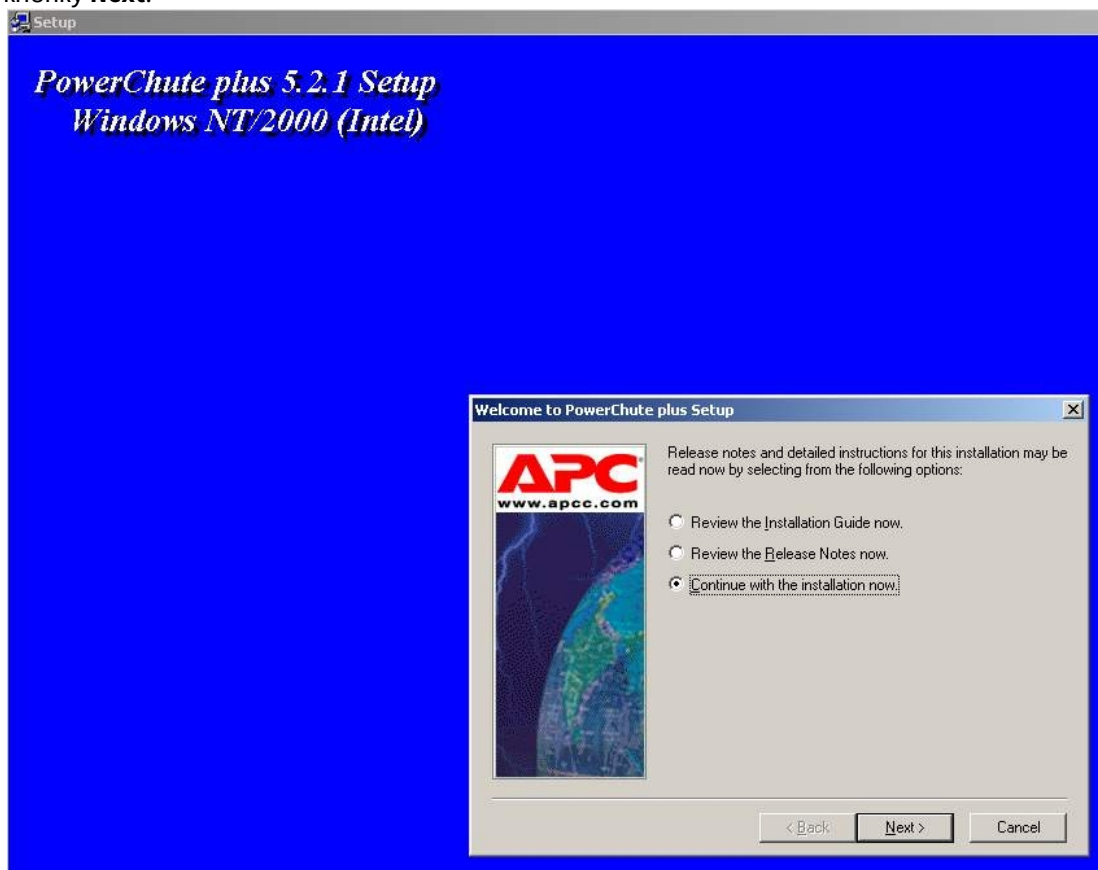 кнопку Next.
Setup
PowerChute plus 5.2.1 Setup
Windows NT/2000 (Intel)
Welcome to PowerChute plus Setup
APC
www.apcc.com
Release notes and detailed instructions for this installation may be
read now by selecting from the following options:
Review the Installation Guide now.
Review the Release Notes now.
Continue with the installation now.
< Back
Next >
Cancel